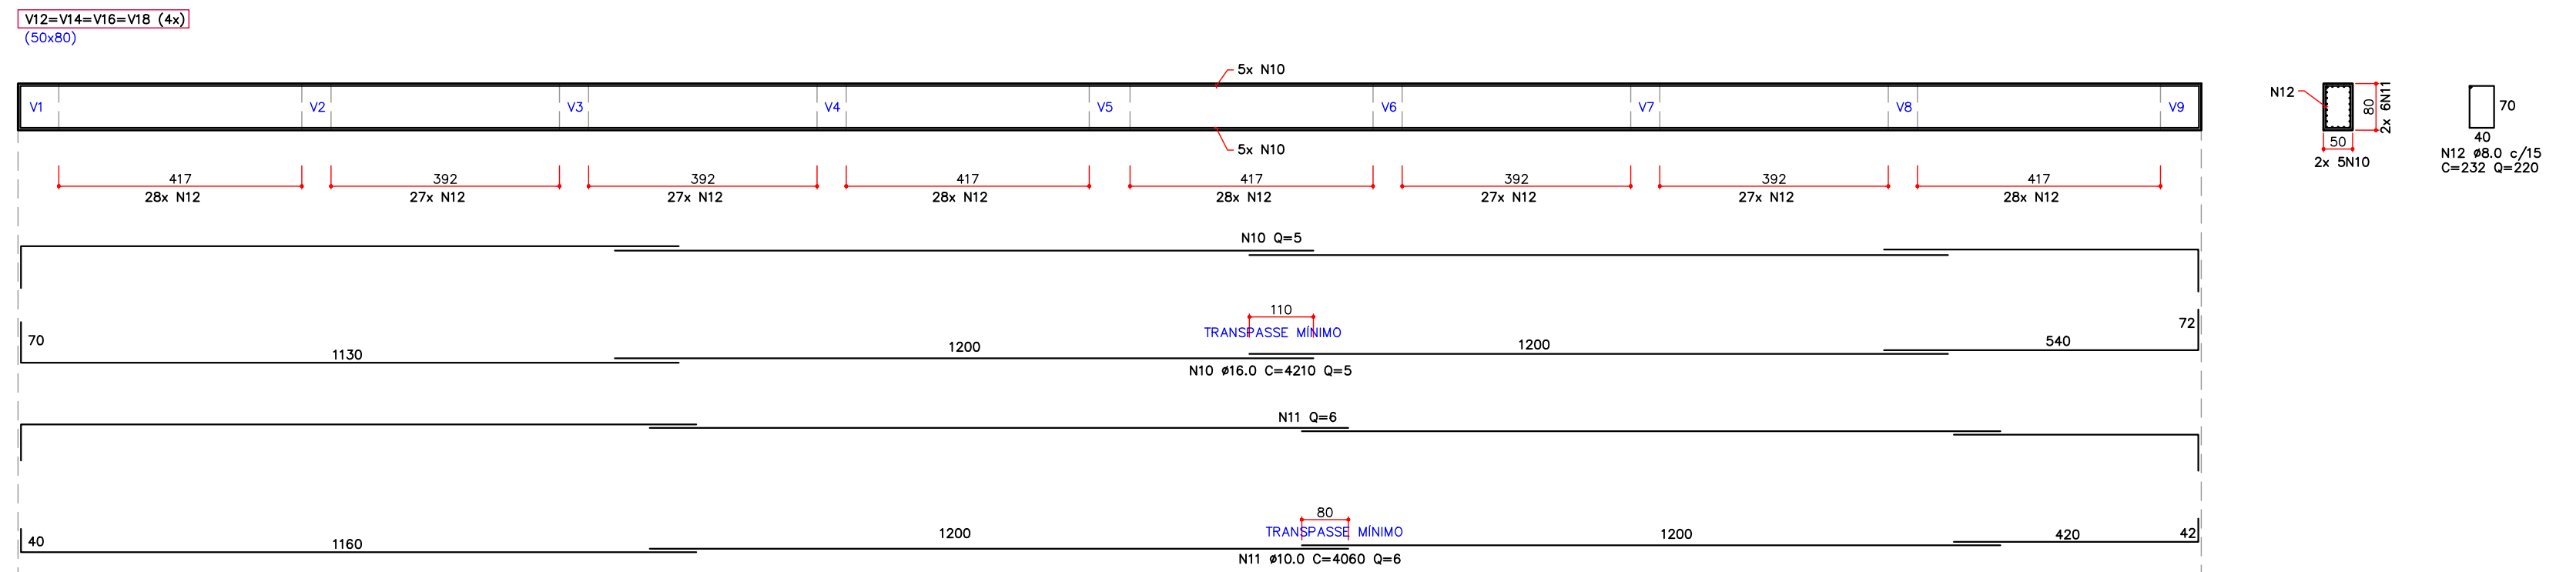 V12=V14=V16=V18 (4x)
(50x80)
5x N10
V1 V2 V3 V4 V5 V6 V7 V8 V9
5x N10
417 392 392 417 417 392 392 417
28x N12 27x N12 27x N12 28x N12 28x N12 27x N12 27x N12 28x N12
N12
80
2x 6N11
50
2x 5N10
70
40
N12 ø8.0 c/15
C=232 Q=220
N10 Q=5
110
TRANSPASSE MÍNIMO
70 1130 1200 1200 540 72
N10 ø16.0 C=4210 Q=5
N11 Q=6
80
TRANSPASSE MÍNIMO
40 1160 1200 1200 420 42
N11 ø10.0 C=4060 Q=6